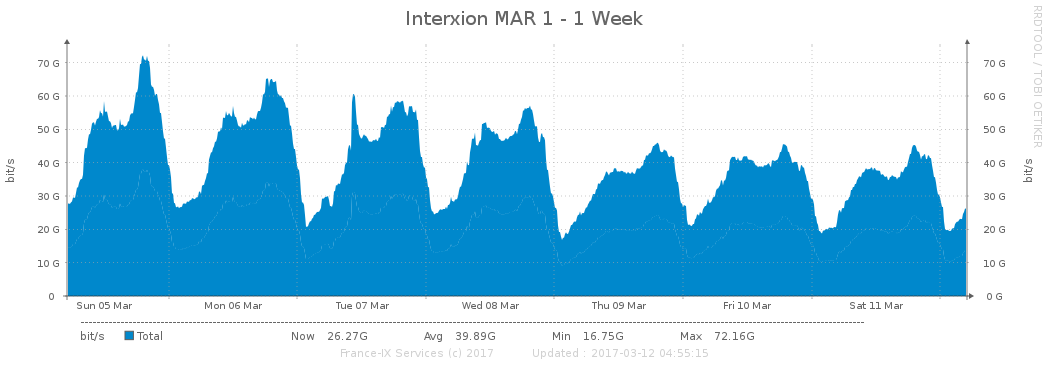 Interxion MAR 1 - 1 Week
RRDTOOL / TOBI OETIKER
bit/s
70 G 70 G
60 G 60 G
50 G 50 G
40 G 40 G
30 G 30 G
20 G 20 G
10 G 10 G
0 0 G
bit/s
Sun 05 Mar Mon 06 Mar Tue 07 Mar Wed 08 Mar Thu 09 Mar Fri 10 Mar Sat 11 Mar
bit/s Total Now 26.27G Avg 39.89G Min 16.75G Max 72.16G
France-IX Services (c) 2017 Updated : 2017-03-12 04:55:15